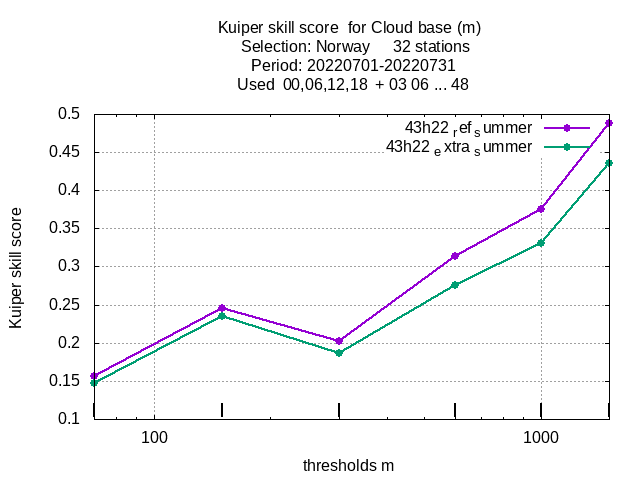 Kuiper skill score  for Cloud base (m)
Selection: Norway     32 stations
Period: 20220701-20220731
Used  00,06,12,18  + 03 06 ... 48
43h22 ref summer
43h22 extra summer
Kuiper skill score
0.5
0.45
0.4
0.35
0.3
0.25
0.2
0.15
0.1
100
1000
thresholds m